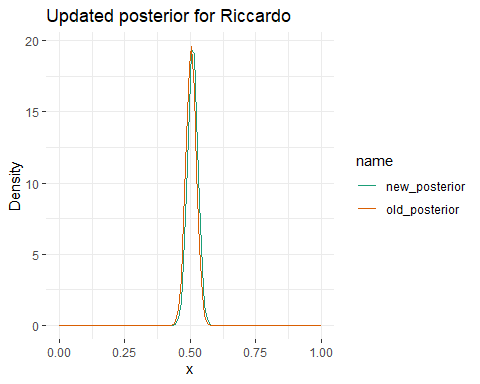 Updated posterior for Riccardo
20
15
10
5
0
Density
0.00 0.25 0.50 0.75 1.00
x
name
new_posterior
old_posterior